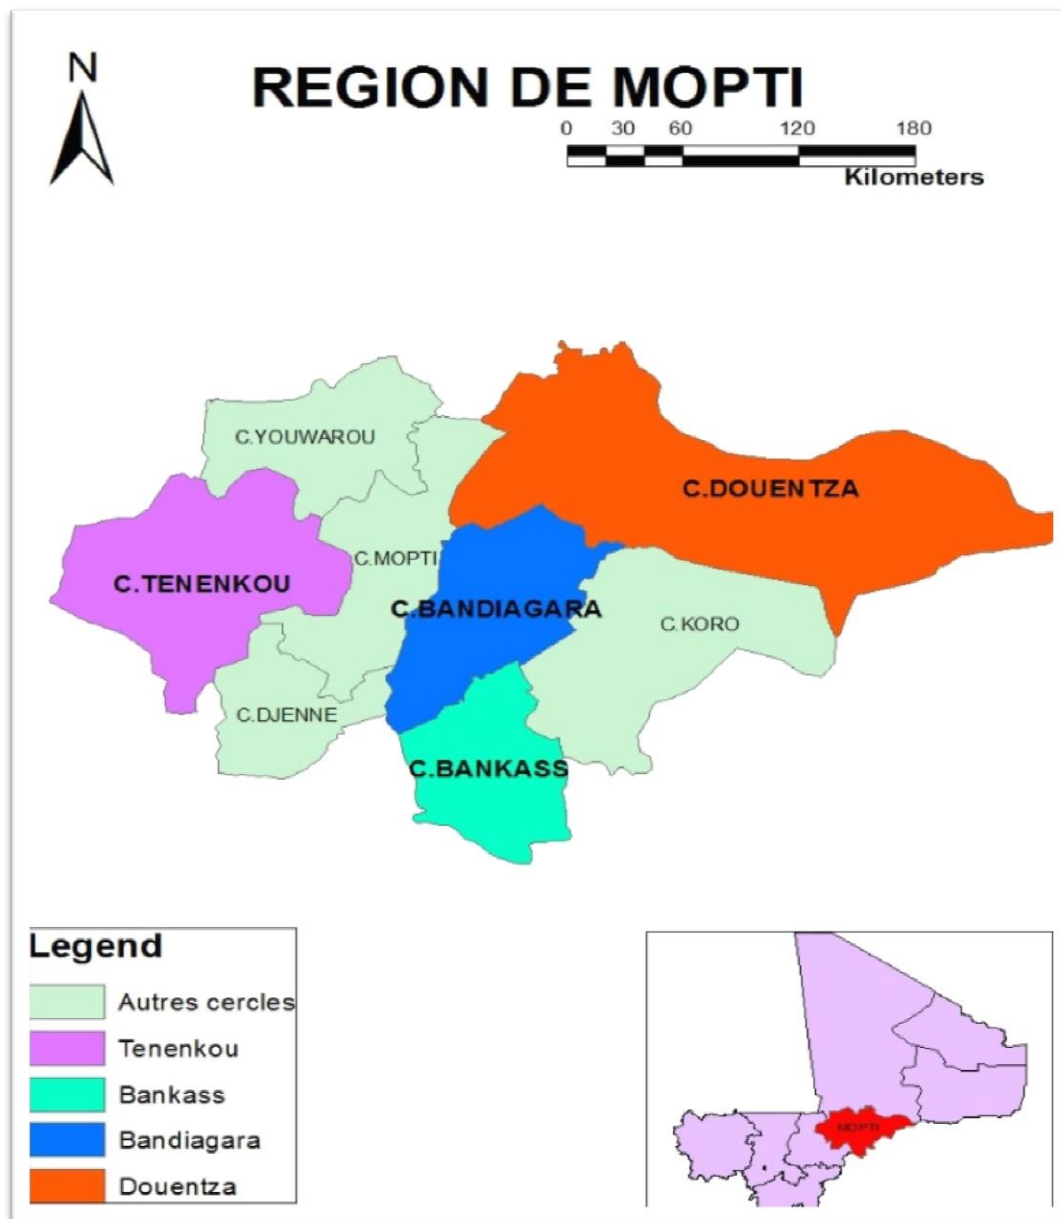 N
REGION DE MOPTI
0 30 60 120 180
Kilometers
C.YOUWAROU
C.DOUENTZA
C.MOPTI
C.TENENKOU
C.BANDIAGARA
C.KORO
C.DJENNE
C.BANKASS
Legend
Autres cercles
Tenenkou
Bankass
Bandiagara
Douentza
MOPTI